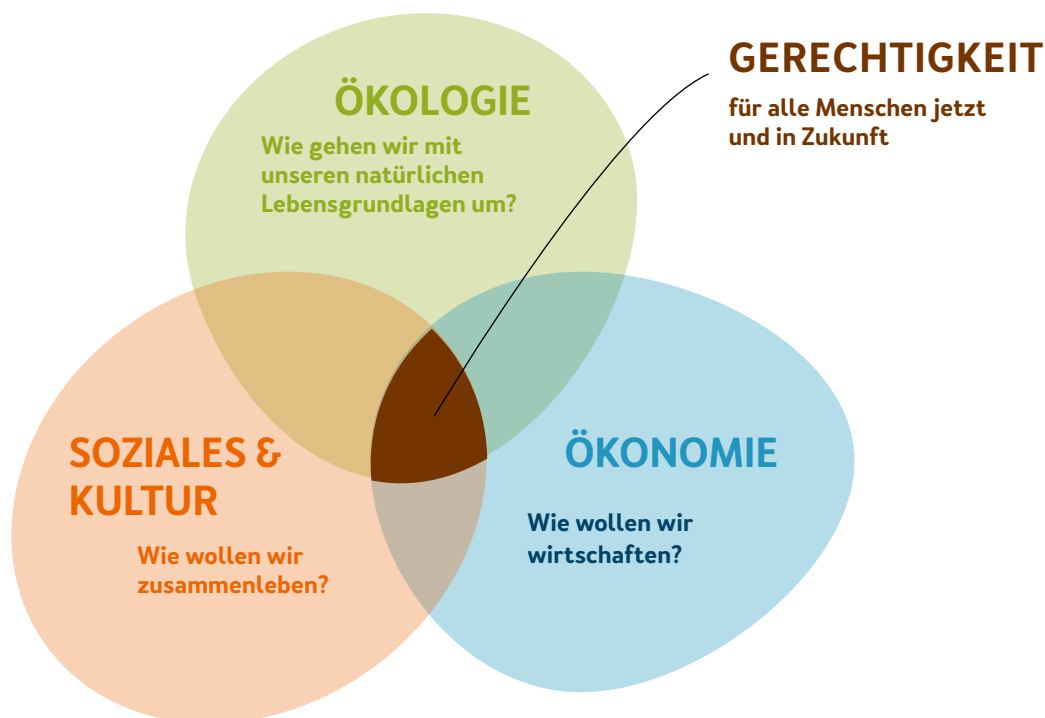 GERECHTIGKEIT
für alle Menschen jetzt
und in Zukunft
ÖKOLOGIE
Wie gehen wir mit
unseren natürlichen
Lebensgrundlagen um?
SOZIALES &
KULTUR
Wie wollen wir
zusammenleben?
ÖKONOMIE
Wie wollen wir
wirtschaften?